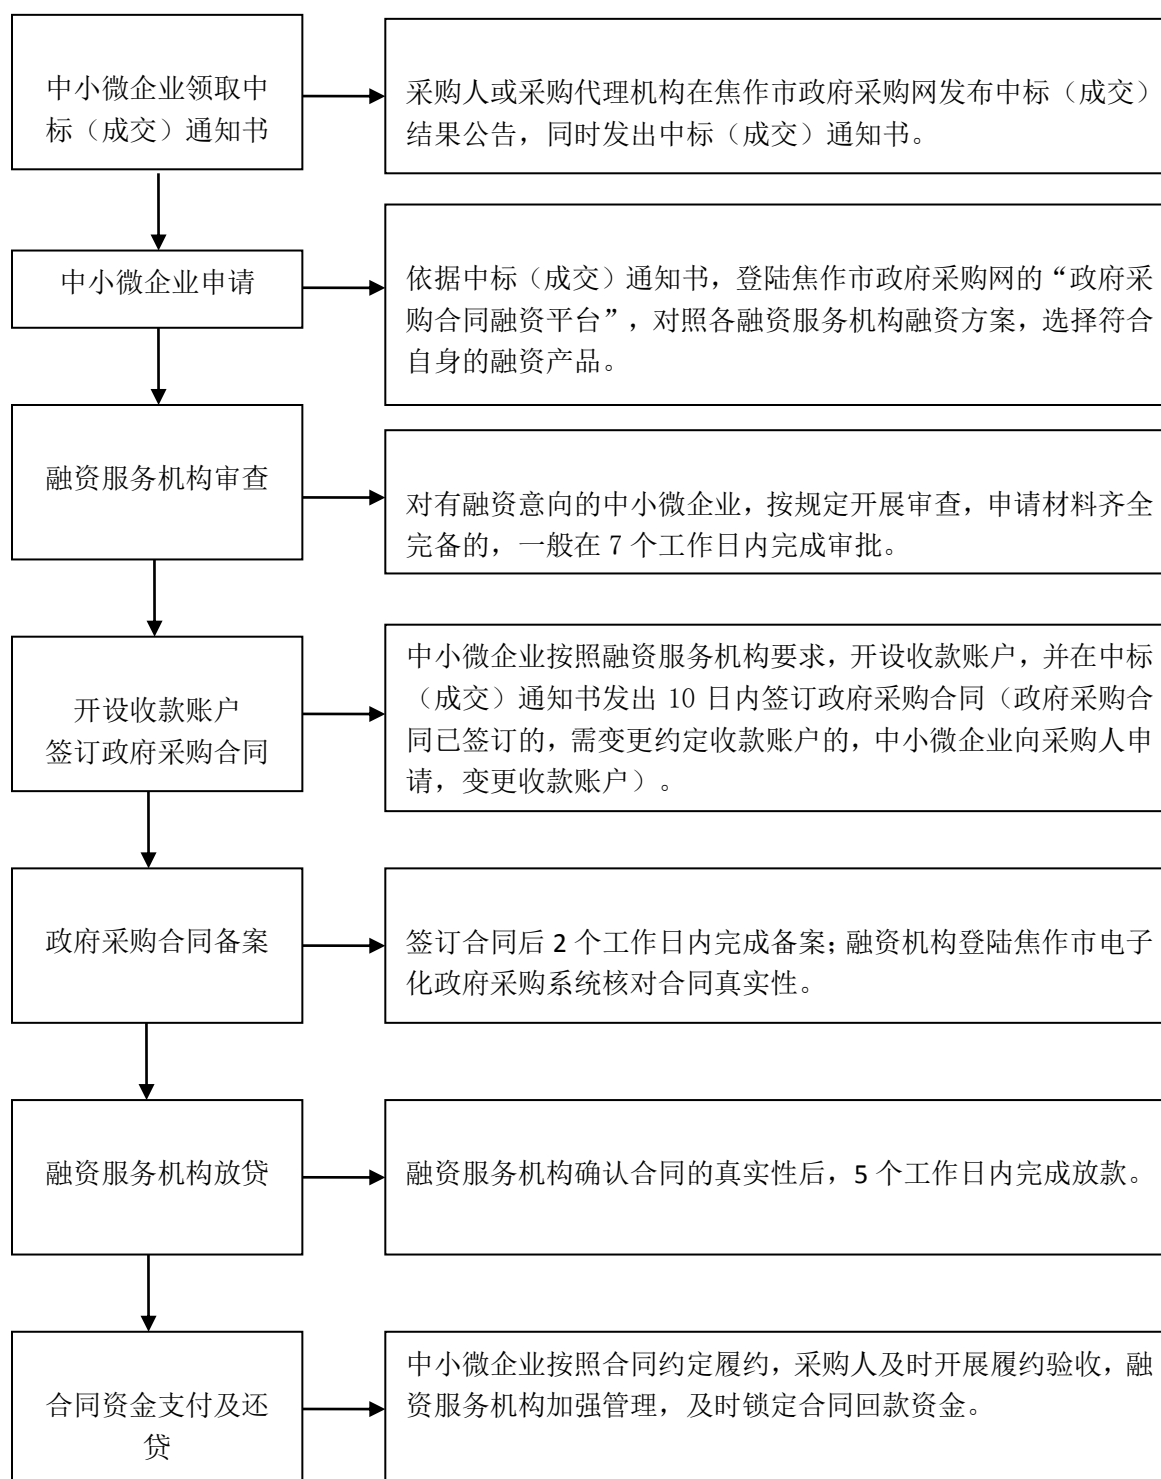 中小微企业领取中
标（成交）通知书
采购人或采购代理机构在焦作市政府采购网发布中标（成交）
结果公告，同时发出中标（成交）通知书。
中小微企业申请
依据中标（成交）通知书，登陆焦作市政府采购网的“政府采
购合同融资平台”，对照各融资服务机构融资方案，选择符合
自身的融资产品。
融资服务机构审查
对有融资意向的中小微企业，按规定开展审查，申请材料齐全
完备的，一般在 7 个工作日内完成审批。
开设收款账户
签订政府采购合同
中小微企业按照融资服务机构要求，开设收款账户，并在中标
（成交）通知书发出 10 日内签订政府采购合同（政府采购合
同已签订的，需变更约定收款账户的，中小微企业向采购人申
请，变更收款账户）。
政府采购合同备案
签订合同后 2 个工作日内完成备案；融资机构登陆焦作市电子
化政府采购系统核对合同真实性。
融资服务机构放贷
融资服务机构确认合同的真实性后，5 个工作日内完成放款。
合同资金支付及还
贷
中小微企业按照合同约定履约，采购人及时开展履约验收，融
资服务机构加强管理，及时锁定合同回款资金。